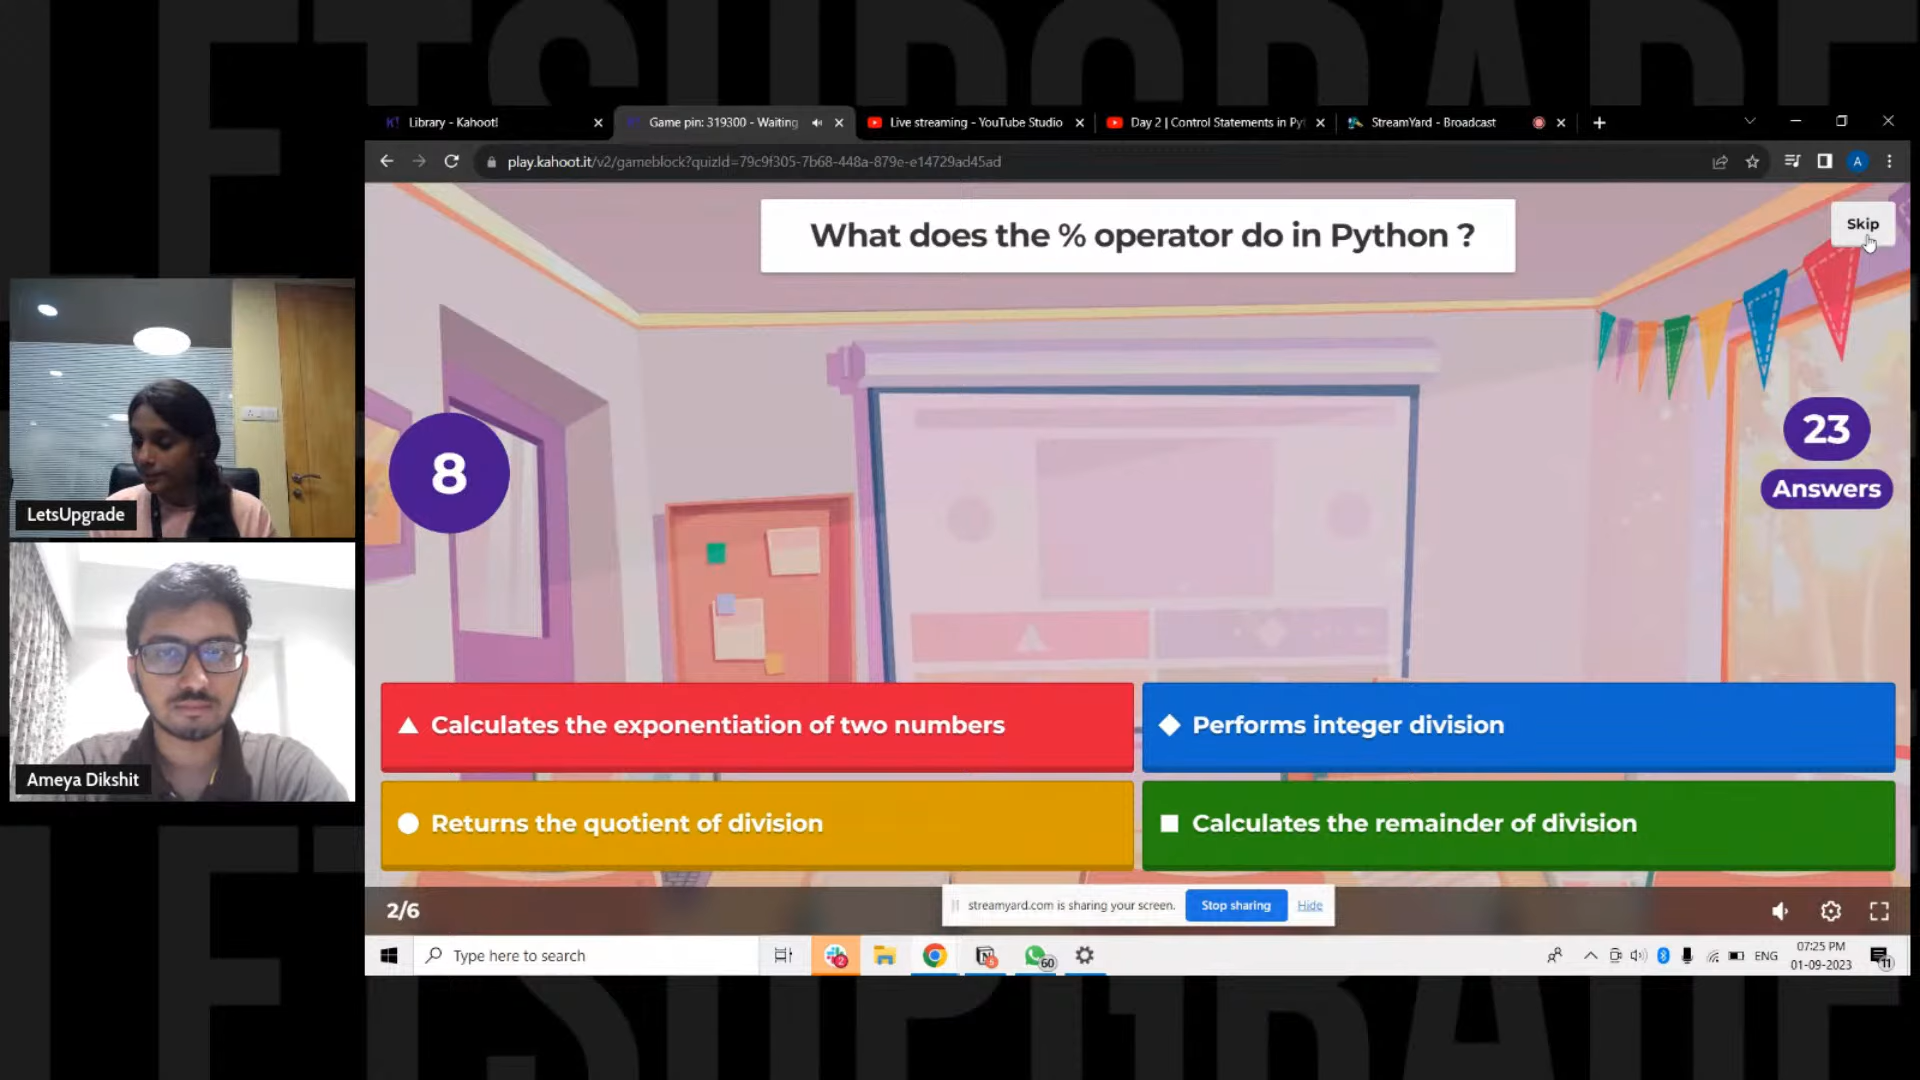 LETSUPGRADE
Library - Kahoot!
Game pin: 319300 - Waiting
Live streaming - YouTube Studio
Day 2 | Control Statements in Py
StreamYard - Broadcast
play.kahoot.it/v2/gameblock?quizId=79c9f305-7b68-448a-879e-e14729ad45ad
A
What does the % operator do in Python ?
Skip
8
23
Answers
LetsUpgrade
Ameya Dikshit
Calculates the exponentiation of two numbers
Performs integer division
Returns the quotient of division
Calculates the remainder of division
2/6
streamyard.com is sharing your screen.
Stop sharing
Hide
Type here to search
60
ENG
07:25 PM
01-09-2023
11
LETSUPGRADE